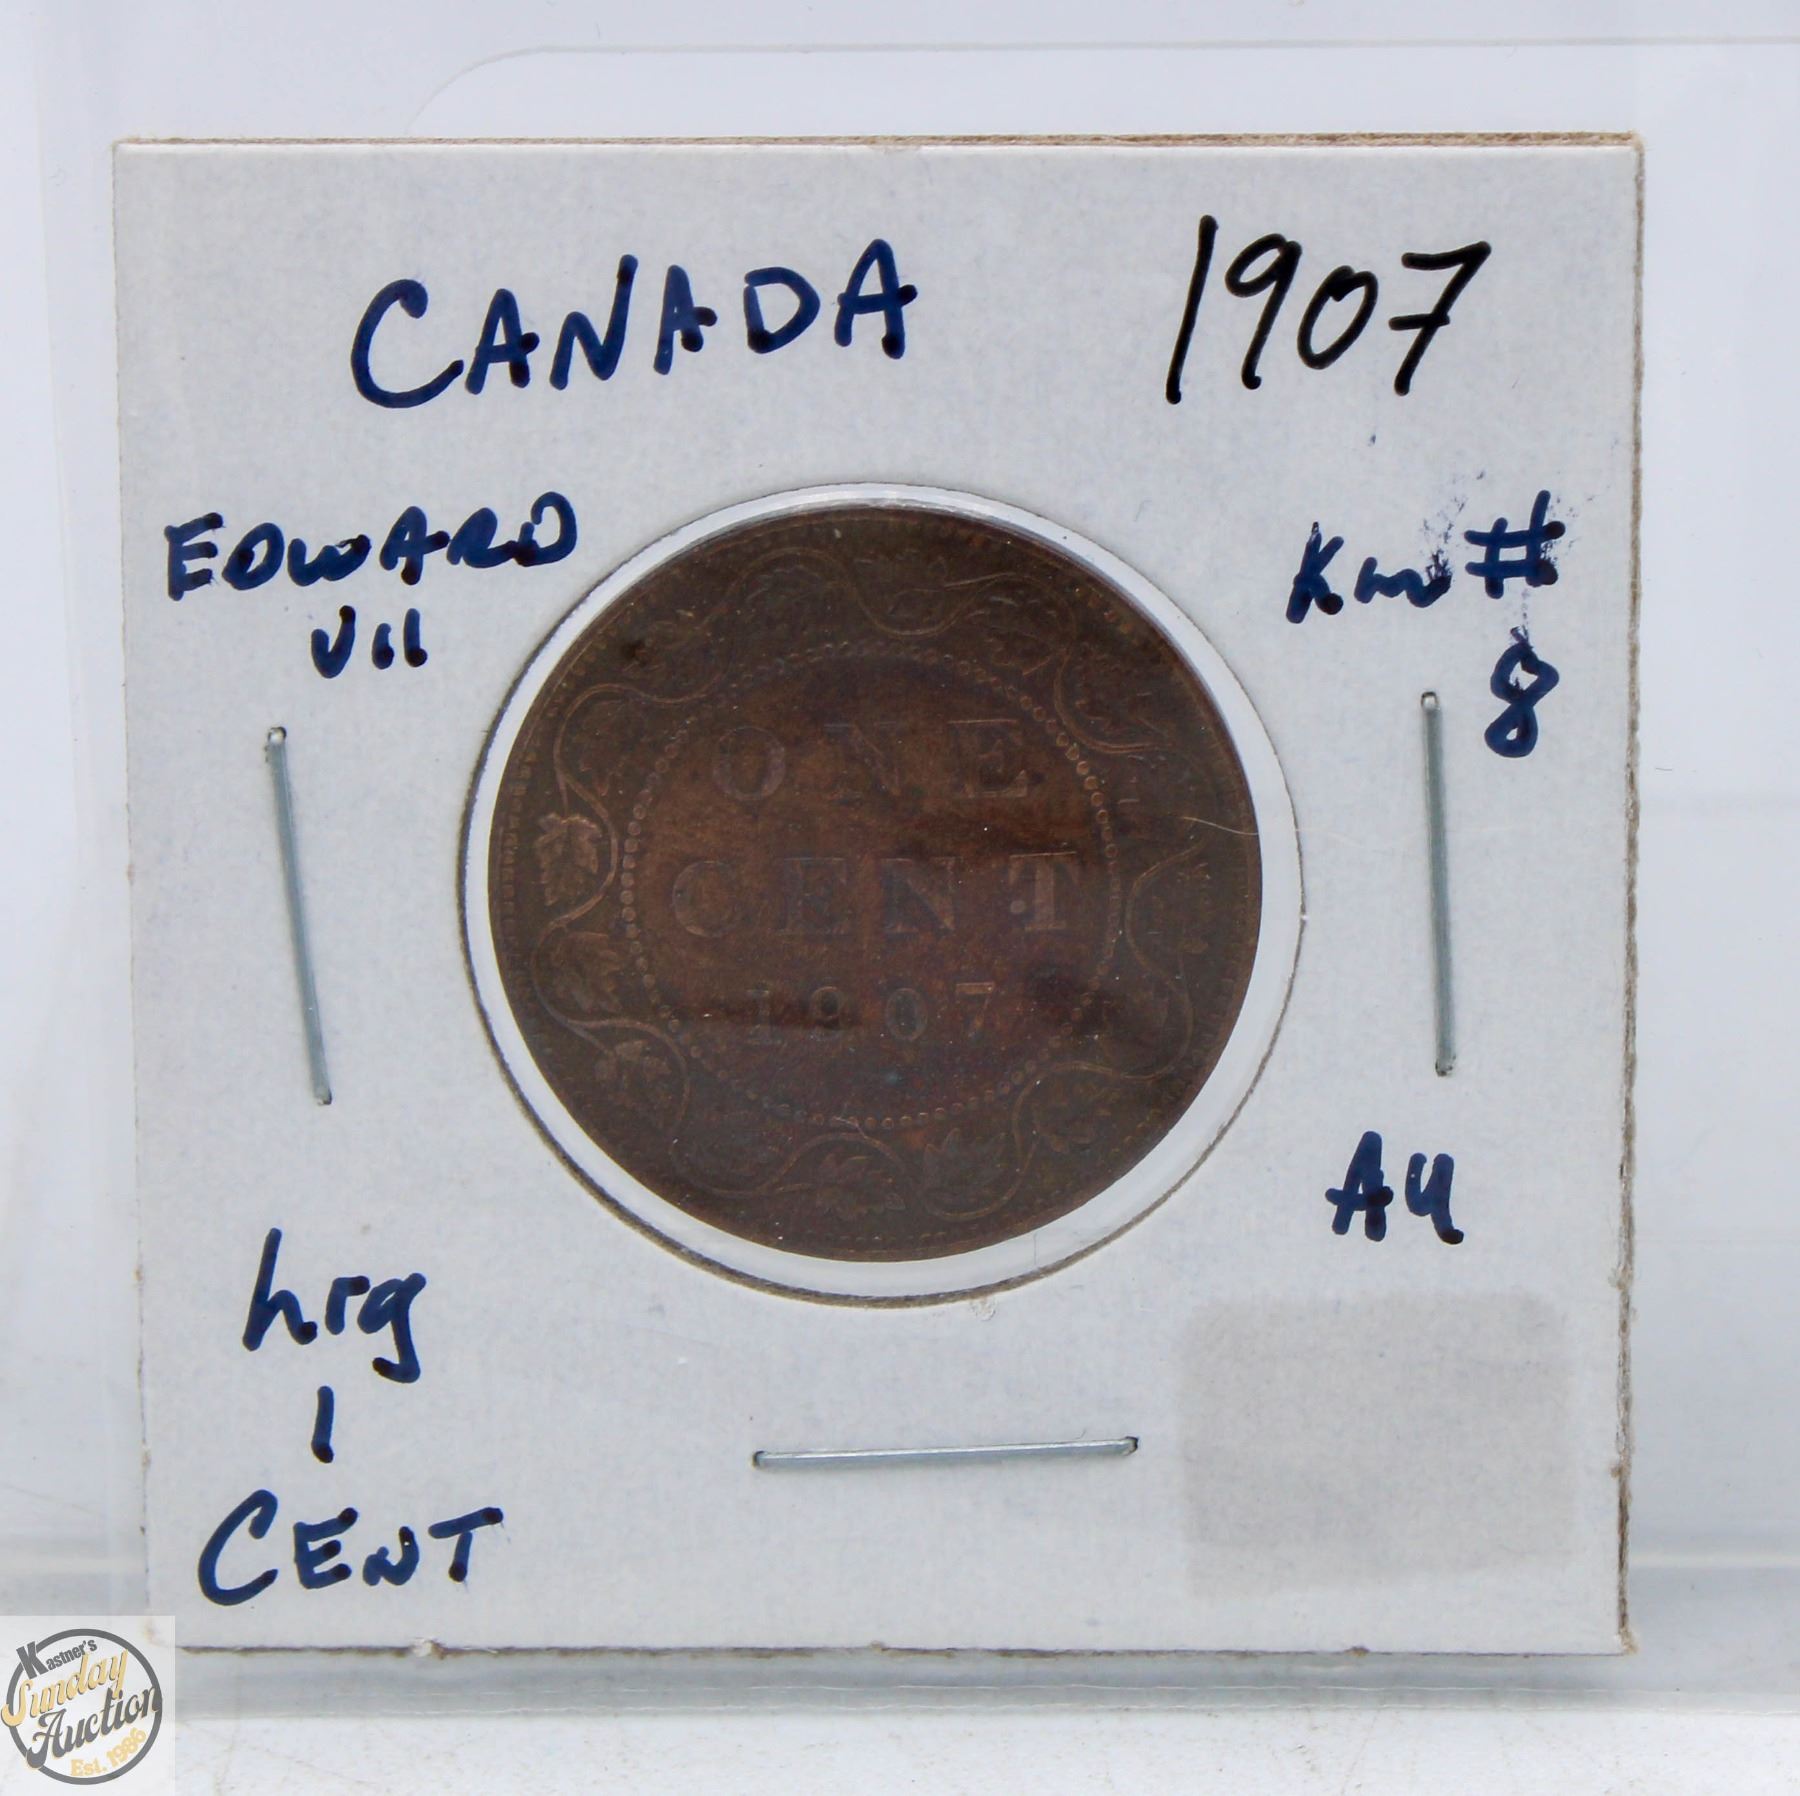 CANADA 1907
EDWARD
VII
Km #
8
ONE
CENT
1907
AU
lrg
1
CENT
Kastner's
Sunday
Auction
Est. 1986